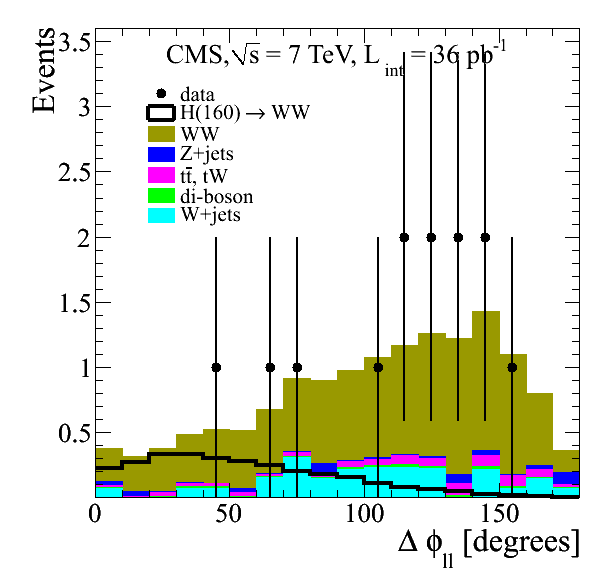 CMS, √s = 7 TeV, L int = 36 pb⁻¹
data
H(160) → WW
WW
Z+jets
tt̄, tW
di-boson
W+jets
Events
3.5
3
2.5
2
1.5
1
0.5
0 50 100 150
Δ ϕll [degrees]